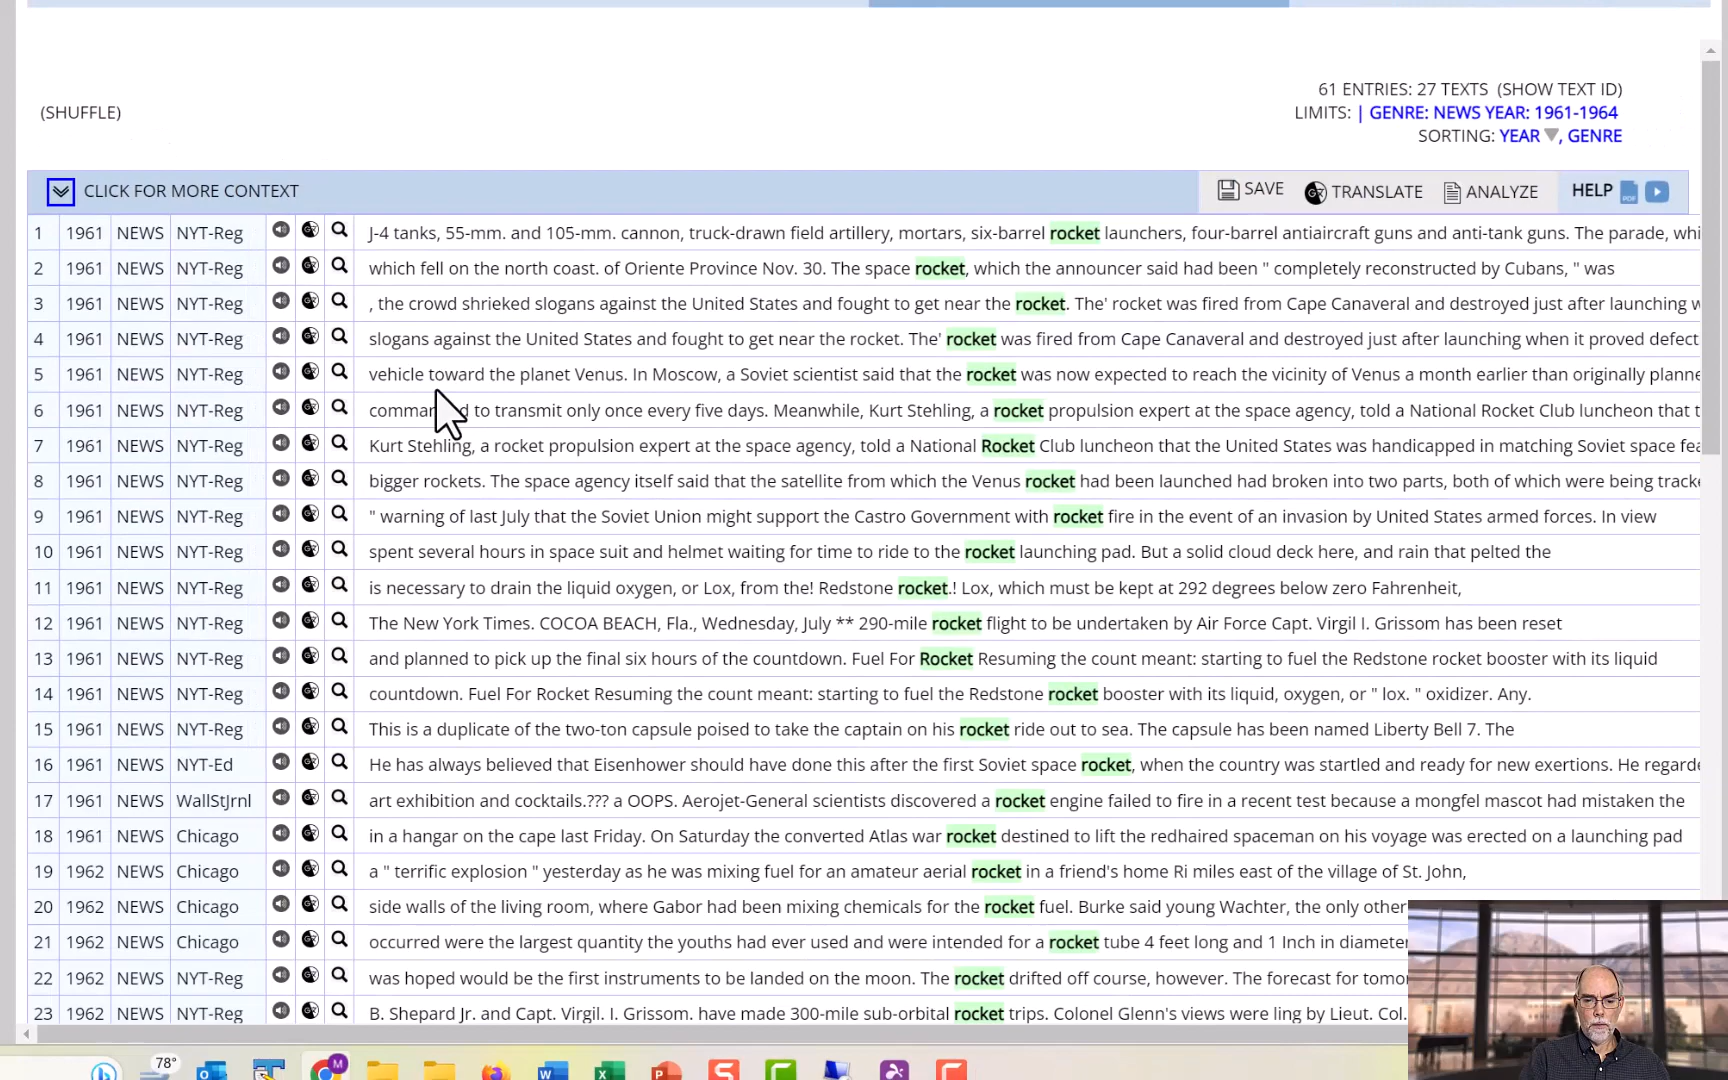 61 ENTRIES: 27 TEXTS (SHOW TEXT ID)
(SHUFFLE) LIMITS: | GENRE: NEWS YEAR: 1961-1964
SORTING: YEAR , GENRE
CLICK FOR MORE CONTEXT SAVE TRANSLATE ANALYZE HELP PDF
1 1961 NEWS NYT-Reg J-4 tanks, 55-mm. and 105-mm. cannon, truck-drawn field artillery, mortars, six-barrel rocket launchers, four-barrel antiaircraft guns and anti-tank guns. The parade, whi
2 1961 NEWS NYT-Reg which fell on the north coast. of Oriente Province Nov. 30. The space rocket, which the announcer said had been " completely reconstructed by Cubans, " was
3 1961 NEWS NYT-Reg , the crowd shrieked slogans against the United States and fought to get near the rocket. The' rocket was fired from Cape Canaveral and destroyed just after launching w
4 1961 NEWS NYT-Reg slogans against the United States and fought to get near the rocket. The' rocket was fired from Cape Canaveral and destroyed just after launching when it proved defect
5 1961 NEWS NYT-Reg vehicle toward the planet Venus. In Moscow, a Soviet scientist said that the rocket was now expected to reach the vicinity of Venus a month earlier than originally planne
6 1961 NEWS NYT-Reg comman d to transmit only once every five days. Meanwhile, Kurt Stehling, a rocket propulsion expert at the space agency, told a National Rocket Club luncheon that t
7 1961 NEWS NYT-Reg Kurt Stehling, a rocket propulsion expert at the space agency, told a National Rocket Club luncheon that the United States was handicapped in matching Soviet space fea
8 1961 NEWS NYT-Reg bigger rockets. The space agency itself said that the satellite from which the Venus rocket had been launched had broken into two parts, both of which were being tracke
9 1961 NEWS NYT-Reg " warning of last July that the Soviet Union might support the Castro Government with rocket fire in the event of an invasion by United States armed forces. In view
10 1961 NEWS NYT-Reg spent several hours in space suit and helmet waiting for time to ride to the rocket launching pad. But a solid cloud deck here, and rain that pelted the
11 1961 NEWS NYT-Reg is necessary to drain the liquid oxygen, or Lox, from the! Redstone rocket.! Lox, which must be kept at 292 degrees below zero Fahrenheit,
12 1961 NEWS NYT-Reg The New York Times. COCOA BEACH, Fla., Wednesday, July ** 290-mile rocket flight to be undertaken by Air Force Capt. Virgil I. Grissom has been reset
13 1961 NEWS NYT-Reg and planned to pick up the final six hours of the countdown. Fuel For Rocket Resuming the count meant: starting to fuel the Redstone rocket booster with its liquid
14 1961 NEWS NYT-Reg countdown. Fuel For Rocket Resuming the count meant: starting to fuel the Redstone rocket booster with its liquid, oxygen, or " lox. " oxidizer. Any.
15 1961 NEWS NYT-Reg This is a duplicate of the two-ton capsule poised to take the captain on his rocket ride out to sea. The capsule has been named Liberty Bell 7. The
16 1961 NEWS NYT-Ed He has always believed that Eisenhower should have done this after the first Soviet space rocket, when the country was startled and ready for new exertions. He regarde
17 1961 NEWS WallStJrnl art exhibition and cocktails.??? a OOPS. Aerojet-General scientists discovered a rocket engine failed to fire in a recent test because a mongfel mascot had mistaken the
18 1961 NEWS Chicago in a hangar on the cape last Friday. On Saturday the converted Atlas war rocket destined to lift the redhaired spaceman on his voyage was erected on a launching pad
19 1962 NEWS Chicago a " terrific explosion " yesterday as he was mixing fuel for an amateur aerial rocket in a friend's home Ri miles east of the village of St. John,
20 1962 NEWS Chicago side walls of the living room, where Gabor had been mixing chemicals for the rocket fuel. Burke said young Wachter, the only other
21 1962 NEWS Chicago occurred were the largest quantity the youths had ever used and were intended for a rocket tube 4 feet long and 1 Inch in diameter
22 1962 NEWS NYT-Reg was hoped would be the first instruments to be landed on the moon. The rocket drifted off course, however. The forecast for tomo
23 1962 NEWS NYT-Reg B. Shepard Jr. and Capt. Virgil. I. Grissom. have made 300-mile sub-orbital rocket trips. Colonel Glenn's views were ling by Lieut. Col.
78°
M